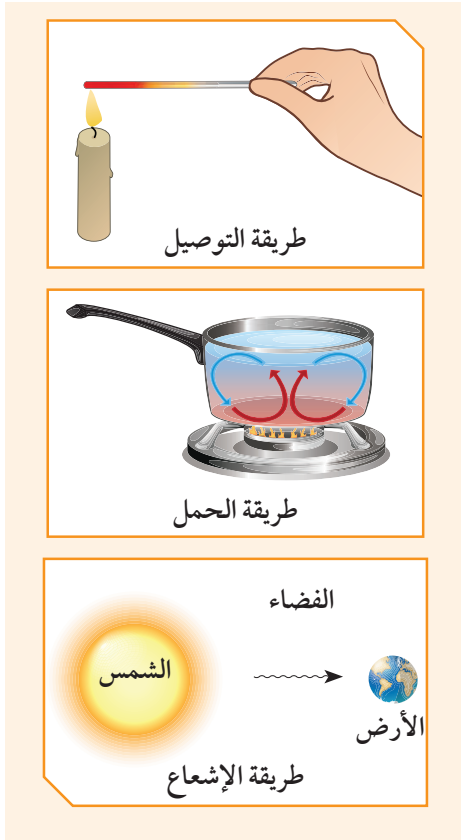 طريقة التوصيل
طريقة الحمل
الفضاء
الشمس
الأرض
طريقة الإشعاع